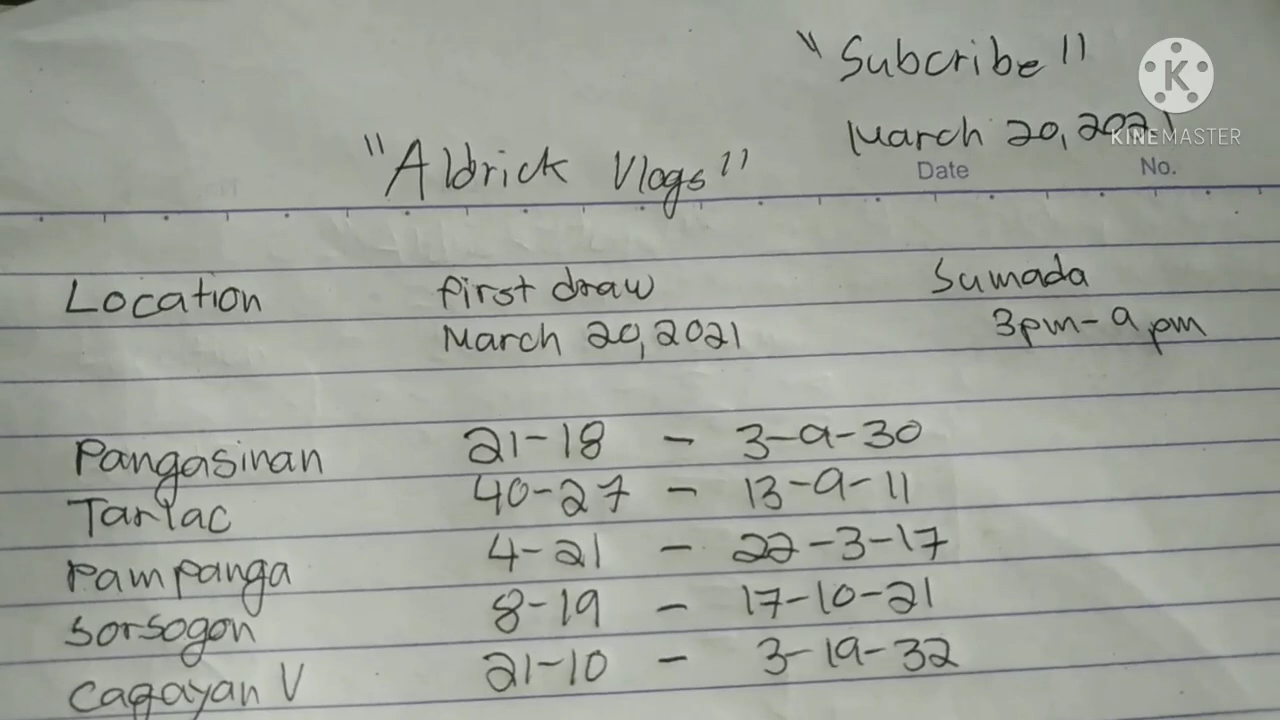 "Subcribe"
K
March 20, 2021
KINEMASTER
"Aldrick Vlogs"
Date No.
Location first draw Sumada
March 20, 2021 3pm-9pm
Pangasinan 21-18 - 3-9-30
Tarlac 40-27 - 13-9-11
Pampanga 4-21 - 22-3-17
Sorsogon 8-19 - 17-10-21
Cagayan V 21-10 - 3-19-32